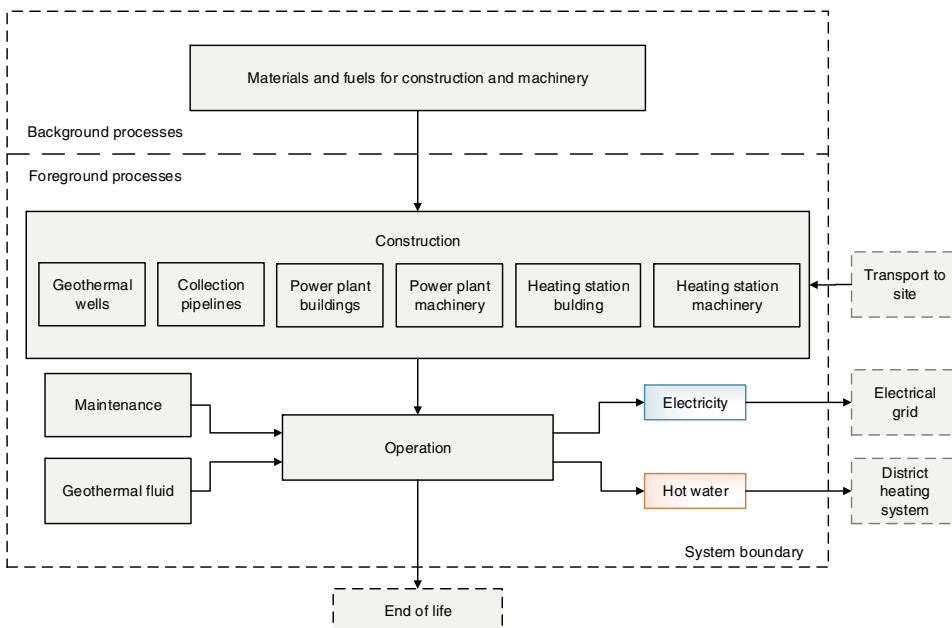 Materials and fuels for construction and machinery
Background processes
Foreground processes
Construction
Geothermal
wells
Collection
pipelines
Power plant
buildings
Power plant
machinery
Heating station
bulding
Heating station
machinery
Transport to
site
Maintenance
Geothermal fluid
Operation
Electricity
Hot water
Electrical
grid
District
heating
system
System boundary
End of life